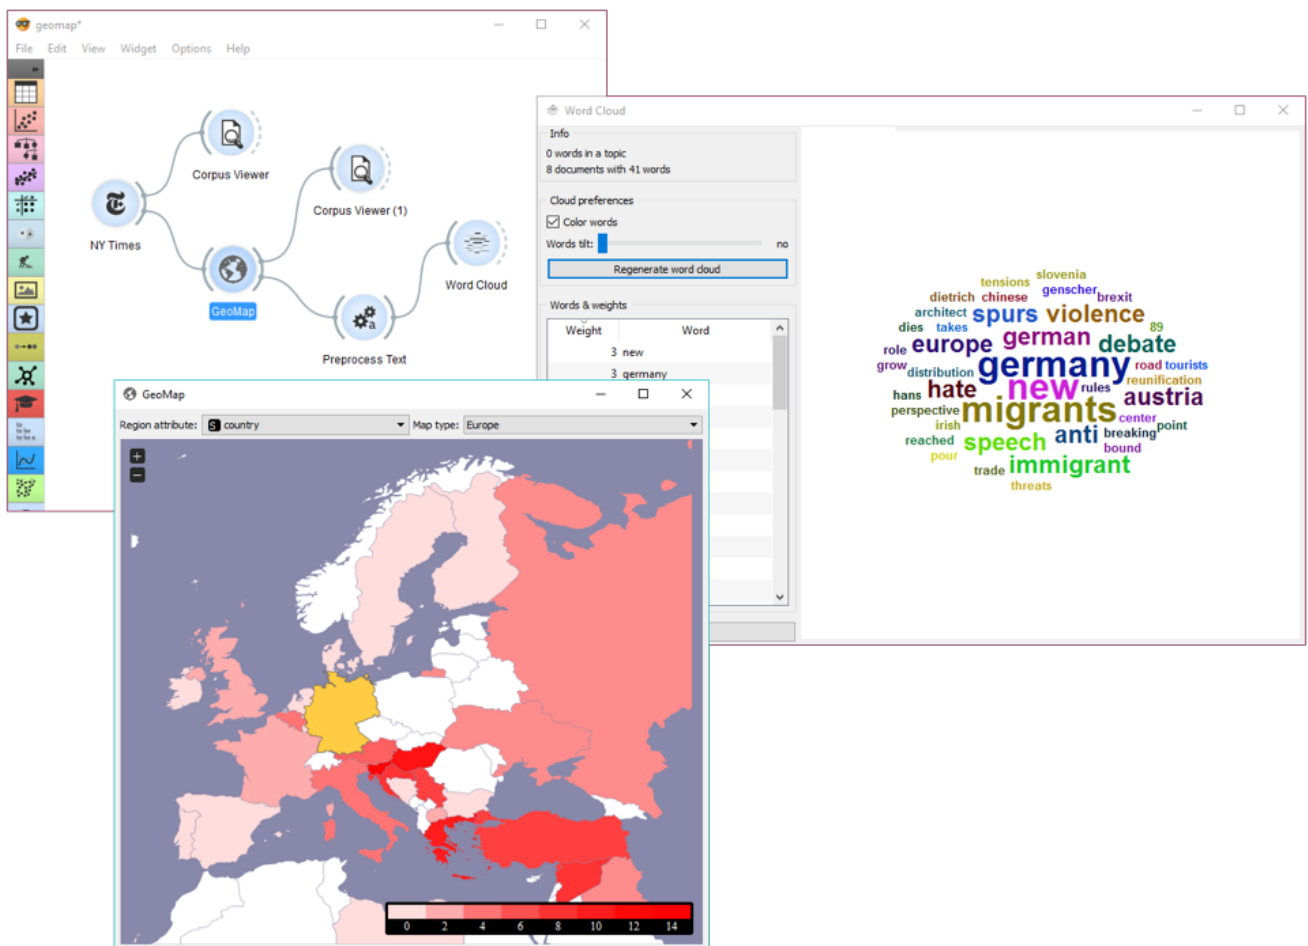 geomap*
File Edit View Widget Options Help
Corpus Viewer
Corpus Viewer (1)
NY Times
GeoMap
Word Cloud
Preprocess Text
Word Cloud
Info
0 words in a topic
8 documents with 41 words
Cloud preferences
Color words
Words tilt: no
Regenerate word cloud
Words & weights
Weight Word
3 new
3 germany
slovenia
tensions
genscher
dietrich chinese brexit
architect spurs violence
dies takes 89
role europe german debate
grow distribution germany road tourists
hans hate new rules reunification
perspective migrants austria
irish center point
reached speech anti breaking
pour bound
trade immigrant
threats
GeoMap
Region attribute: S country Map type: Europe
+
−
0 2 4 6 8 10 12 14